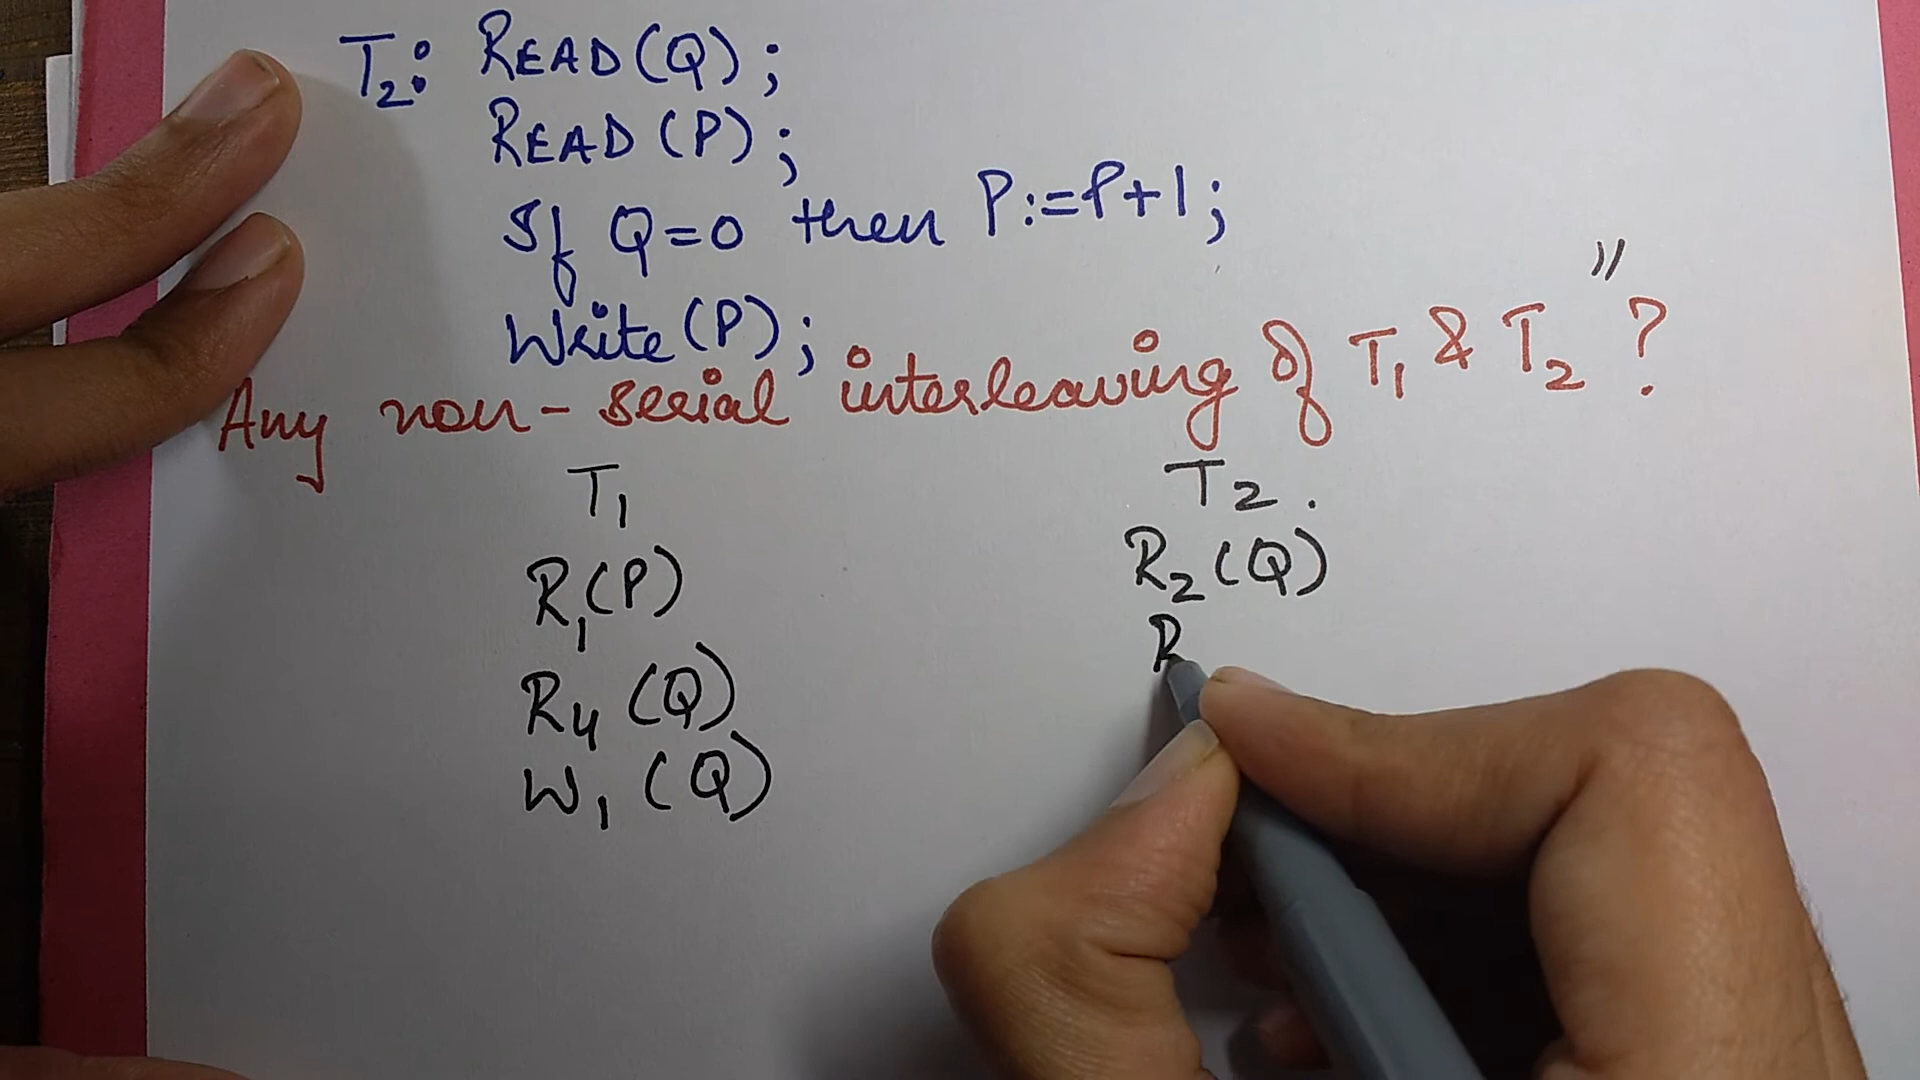 T2: READ(Q);
READ(P);
If Q=0 then P:=P+1;
Write(P);
"
Any non-serial interleaving of T1 & T2 ?
T1 T2.
R1(P) R2(Q)
R4(Q) R
W1(Q)